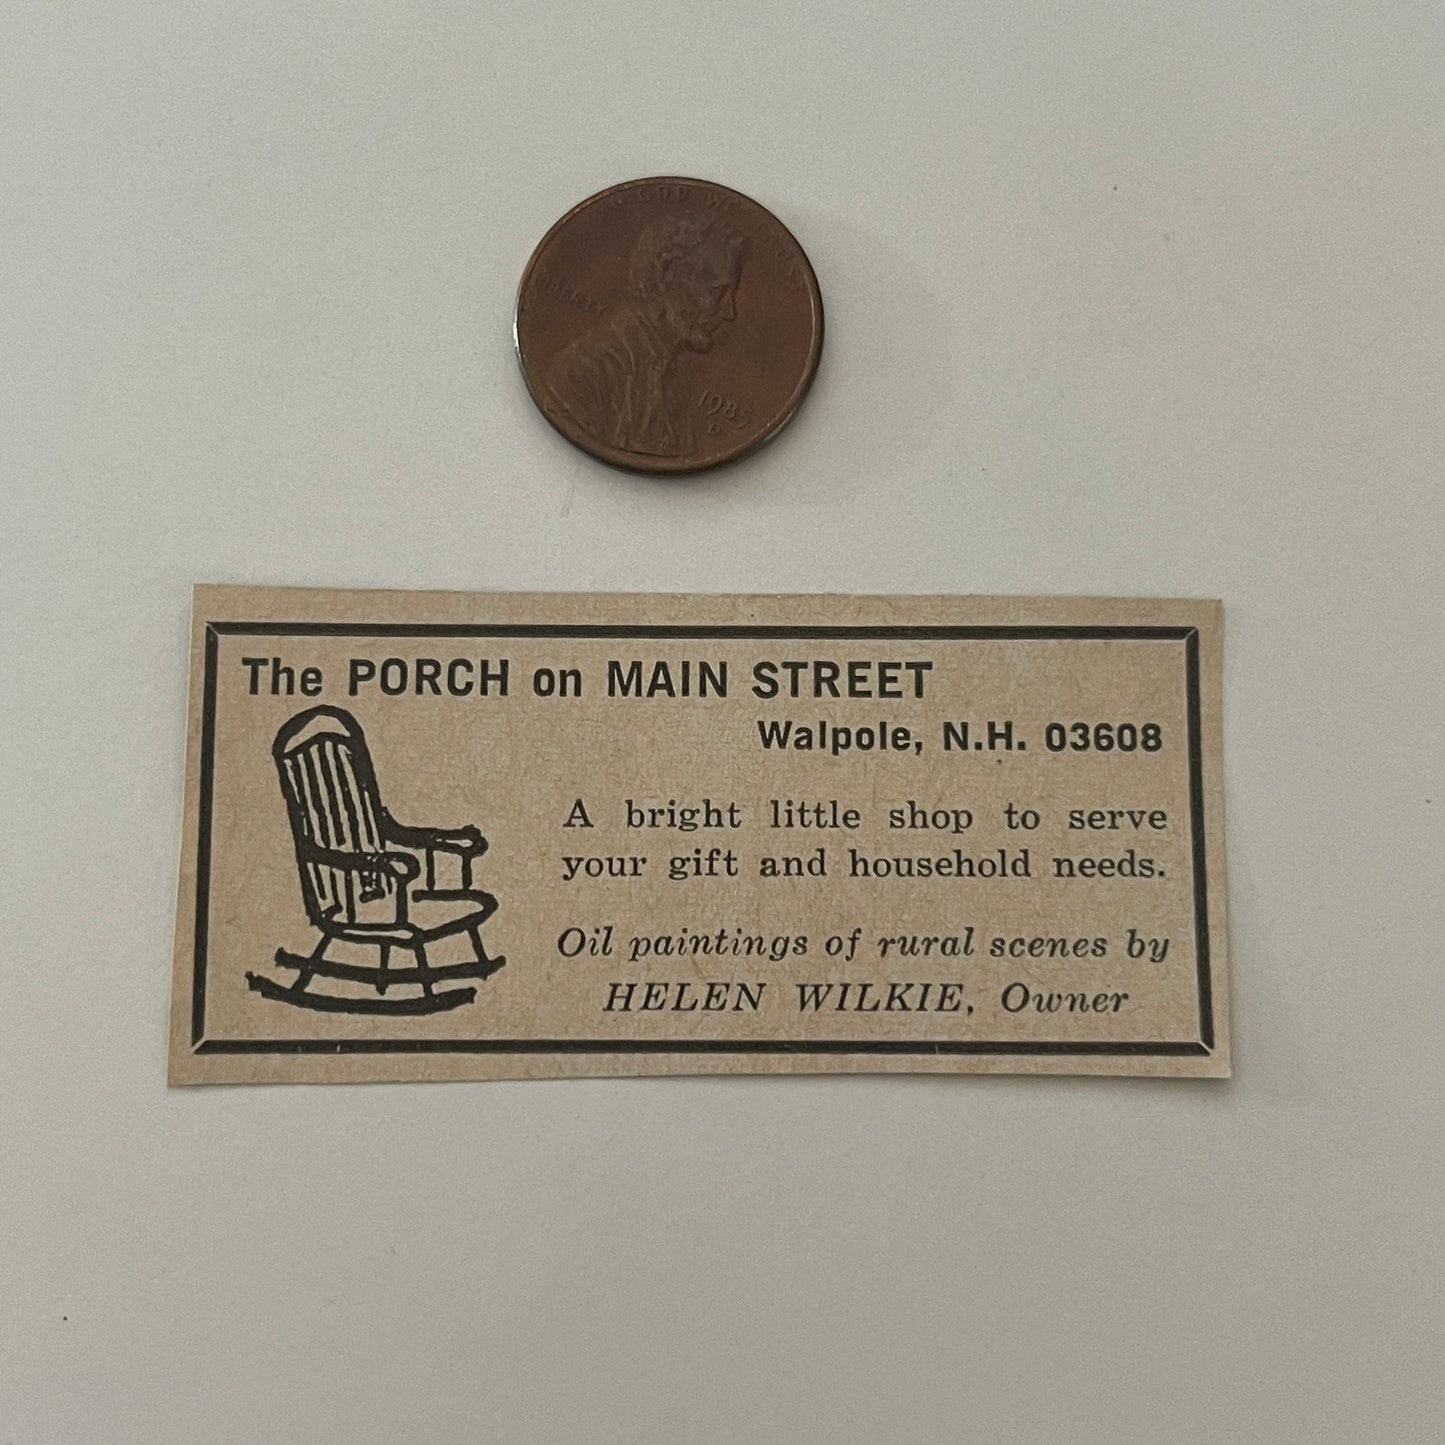 IN GOD WE TRUST
LIBERTY
1985
D
The PORCH on MAIN STREET
Walpole, N.H. 03608
A bright little shop to serve
your gift and household needs.
Oil paintings of rural scenes by
HELEN WILKIE, Owner